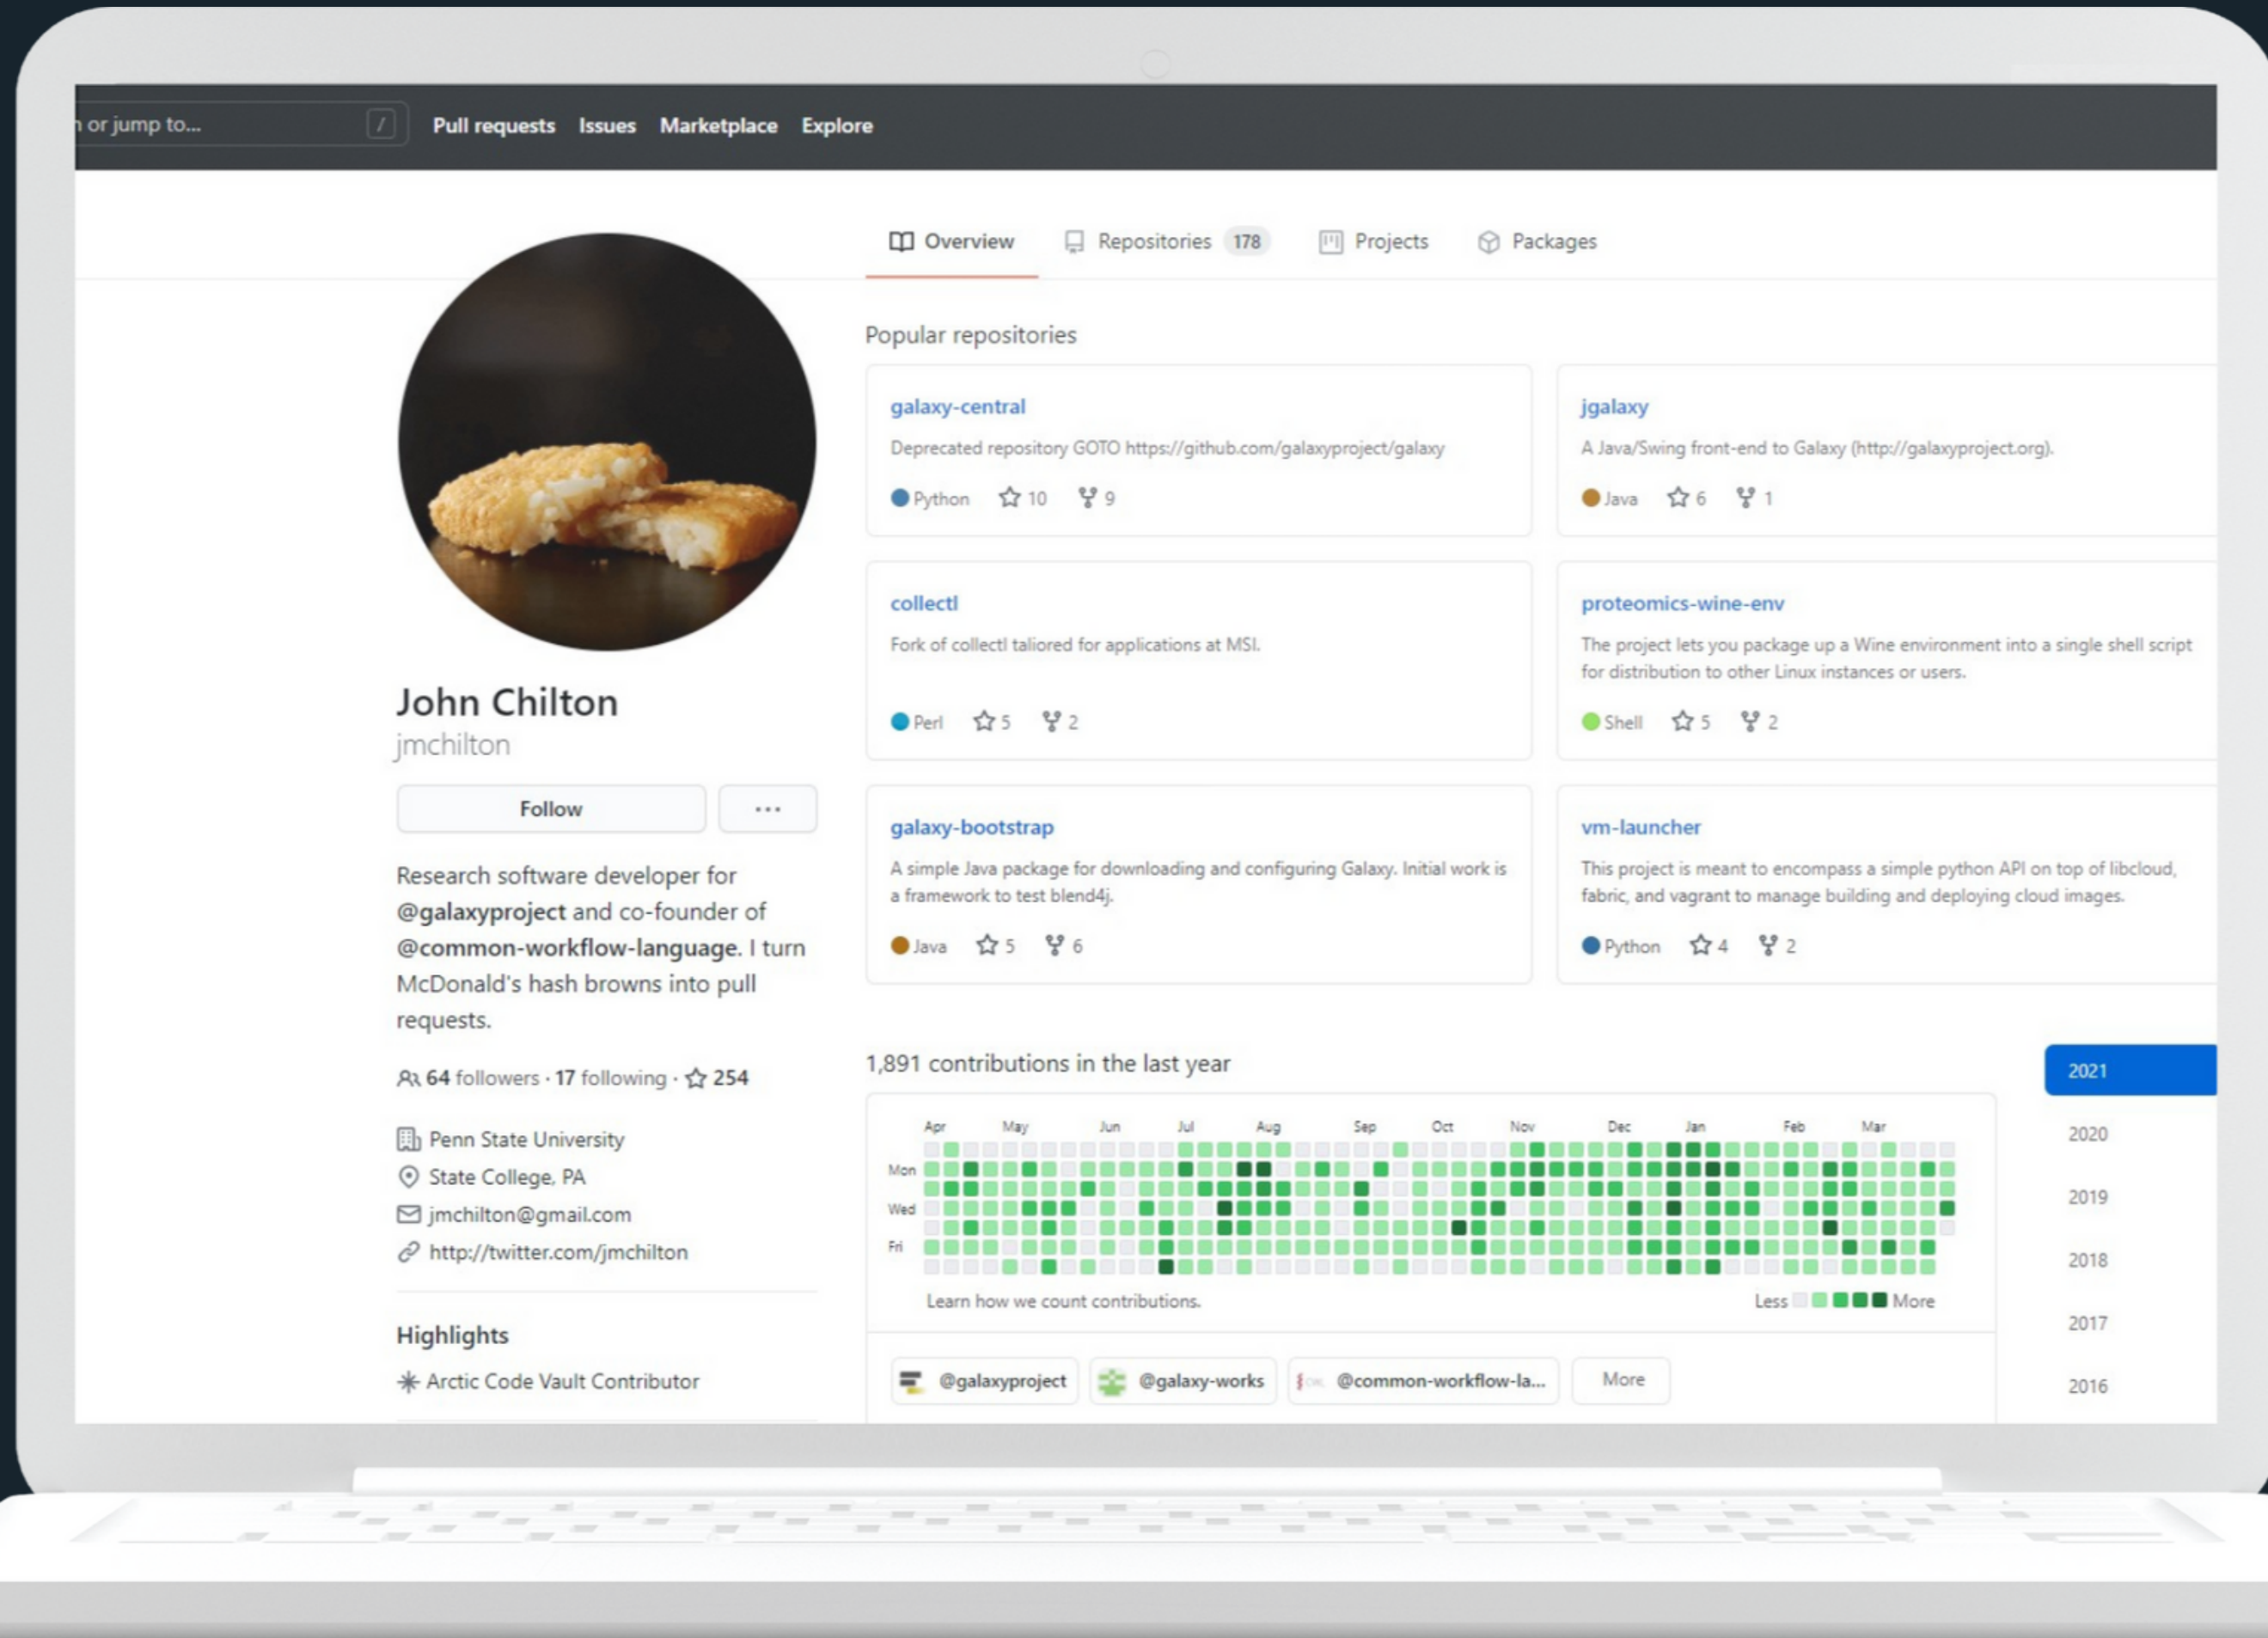 or jump to... /
Pull requests Issues Marketplace Explore
Overview Repositories 178 Projects Packages
John Chilton
jmchilton
Follow ...
Research software developer for
@galaxyproject and co-founder of
@common-workflow-language. I turn
McDonald's hash browns into pull
requests.
64 followers · 17 following · 254
Penn State University
State College, PA
jmchilton@gmail.com
http://twitter.com/jmchilton
Highlights
Arctic Code Vault Contributor
Popular repositories
galaxy-central
Deprecated repository GOTO https://github.com/galaxyproject/galaxy
Python 10 9
jgalaxy
A Java/Swing front-end to Galaxy (http://galaxyproject.org).
Java 6 1
collectl
Fork of collectl taliored for applications at MSI.
Perl 5 2
proteomics-wine-env
The project lets you package up a Wine environment into a single shell script
for distribution to other Linux instances or users.
Shell 5 2
galaxy-bootstrap
A simple Java package for downloading and configuring Galaxy. Initial work is
a framework to test blend4j.
Java 5 6
vm-launcher
This project is meant to encompass a simple python API on top of libcloud,
fabric, and vagrant to manage building and deploying cloud images.
Python 4 2
1,891 contributions in the last year
Apr May Jun Jul Aug Sep Oct Nov Dec Jan Feb Mar
Mon
Wed
Fri
Learn how we count contributions.
Less More
@galaxyproject @galaxy-works @common-workflow-la... More
2021
2020
2019
2018
2017
2016